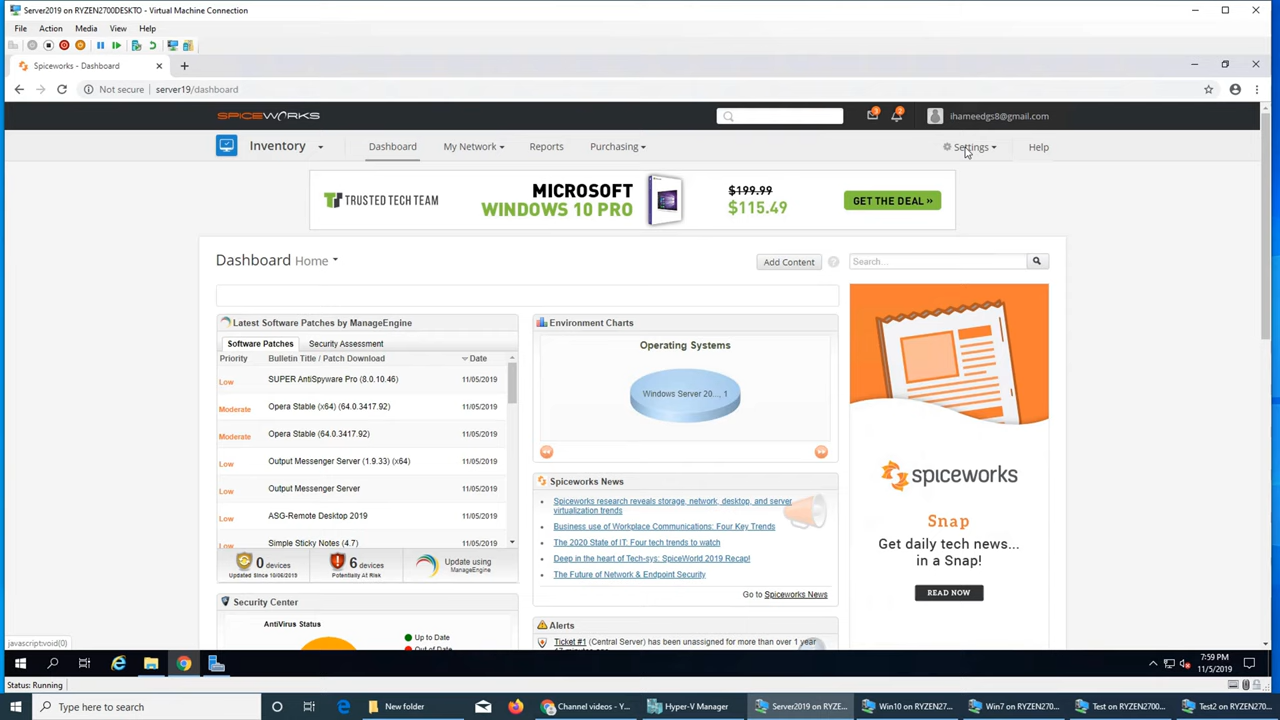 Server2019 on RYZEN2700DESKTO - Virtual Machine Connection
File Action Media View Help
Spiceworks - Dashboard
Not secure server19/dashboard
SPICEWORKS
ihameedgs8@gmail.com
Inventory Dashboard My Network Reports Purchasing Settings Help
TRUSTED TECH TEAM
MICROSOFT
WINDOWS 10 PRO
$199.99
$115.49
GET THE DEAL »
Dashboard Home
Add Content
Search...
Latest Software Patches by ManageEngine
Software Patches Security Assessment
Priority Bulletin Title / Patch Download Date
Low SUPER AntiSpyware Pro (8.0.10.46) 11/05/2019
Moderate Opera Stable (x64) (64.0.3417.92) 11/05/2019
Moderate Opera Stable (64.0.3417.92) 11/05/2019
Low Output Messenger Server (1.9.33) (x64) 11/05/2019
Low Output Messenger Server 11/05/2019
Low ASG-Remote Desktop 2019 11/05/2019
Low Simple Sticky Notes (4.7) 11/05/2019
0 devices
Updated Since 10/06/2019
6 devices
Potentially At Risk
Update using
ManageEngine
Security Center
AntiVirus Status
Up to Date
Out of Date
Environment Charts
Operating Systems
Windows Server 20..., 1
Spiceworks News
Spiceworks research reveals storage, network, desktop, and server
virtualization trends
Business use of Workplace Communications: Four Key Trends
The 2020 State of IT: Four tech trends to watch
Deep in the heart of Tech-sys: SpiceWorld 2019 Recap!
The Future of Network & Endpoint Security
Go to Spiceworks News
Alerts
Ticket #1 (Central Server) has been unassigned for more than over 1 year
spiceworks
Snap
Get daily tech news...
in a Snap!
READ NOW
javascript:void(0)
7:59 PM
11/5/2019
Status: Running
Type here to search
New folder
Channel videos - Y...
Hyper-V Manager
Server2019 on RYZE...
Win10 on RYZEN27...
Win7 on RYZEN270...
Test on RYZEN2700...
Test2 on RYZEN270...